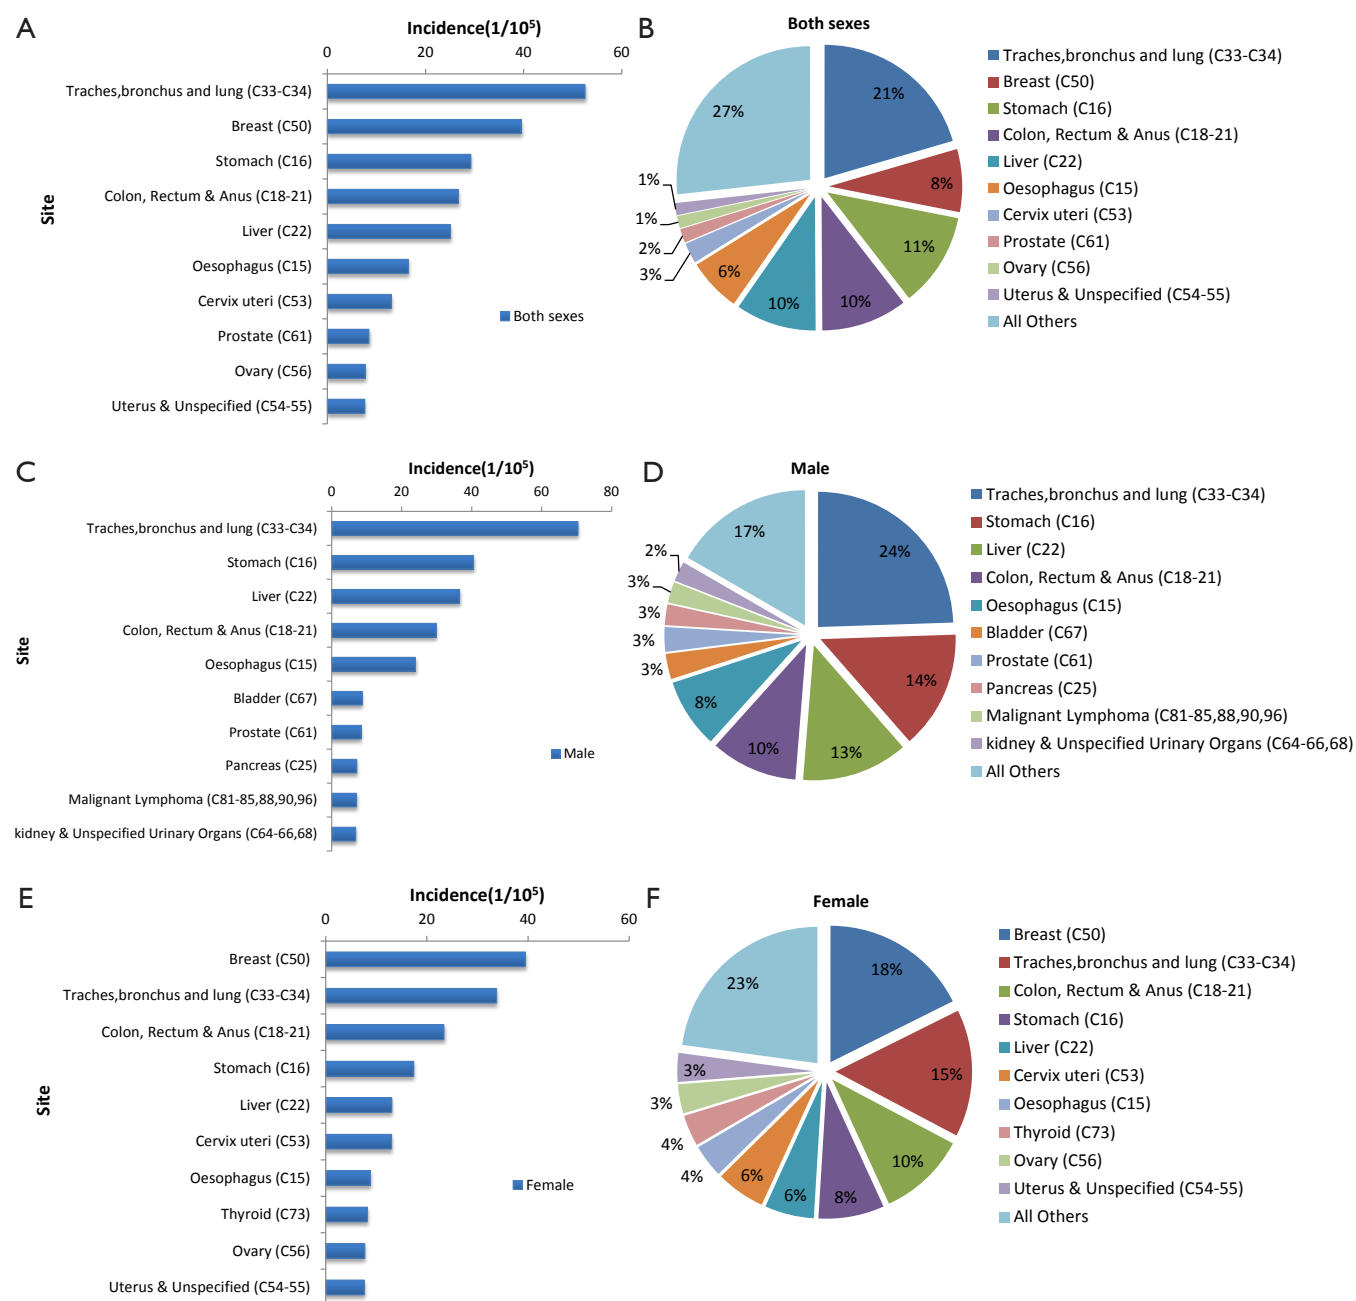 A
Incidence(1/10⁵)
0 20 40 60
Site
Traches,bronchus and lung (C33-C34)
Breast (C50)
Stomach (C16)
Colon, Rectum & Anus (C18-21)
Liver (C22)
Oesophagus (C15)
Cervix uteri (C53)
Prostate (C61)
Ovary (C56)
Uterus & Unspecified (C54-55)
Both sexes
B
Both sexes
21%
8%
11%
10%
10%
6%
3%
2%
1%
1%
27%
Traches,bronchus and lung (C33-C34)
Breast (C50)
Stomach (C16)
Colon, Rectum & Anus (C18-21)
Liver (C22)
Oesophagus (C15)
Cervix uteri (C53)
Prostate (C61)
Ovary (C56)
Uterus & Unspecified (C54-55)
All Others
C
Incidence(1/10⁵)
0 20 40 60 80
Site
Traches,bronchus and lung (C33-C34)
Stomach (C16)
Liver (C22)
Colon, Rectum & Anus (C18-21)
Oesophagus (C15)
Bladder (C67)
Prostate (C61)
Pancreas (C25)
Malignant Lymphoma (C81-85,88,90,96)
kidney & Unspecified Urinary Organs (C64-66,68)
Male
D
Male
24%
14%
13%
10%
8%
3%
3%
3%
3%
2%
17%
Traches,bronchus and lung (C33-C34)
Stomach (C16)
Liver (C22)
Colon, Rectum & Anus (C18-21)
Oesophagus (C15)
Bladder (C67)
Prostate (C61)
Pancreas (C25)
Malignant Lymphoma (C81-85,88,90,96)
kidney & Unspecified Urinary Organs (C64-66,68)
All Others
E
Incidence(1/10⁵)
0 20 40 60
Site
Breast (C50)
Traches,bronchus and lung (C33-C34)
Colon, Rectum & Anus (C18-21)
Stomach (C16)
Liver (C22)
Cervix uteri (C53)
Oesophagus (C15)
Thyroid (C73)
Ovary (C56)
Uterus & Unspecified (C54-55)
Female
F
Female
18%
15%
10%
8%
6%
6%
4%
4%
3%
3%
23%
Breast (C50)
Traches,bronchus and lung (C33-C34)
Colon, Rectum & Anus (C18-21)
Stomach (C16)
Liver (C22)
Cervix uteri (C53)
Oesophagus (C15)
Thyroid (C73)
Ovary (C56)
Uterus & Unspecified (C54-55)
All Others